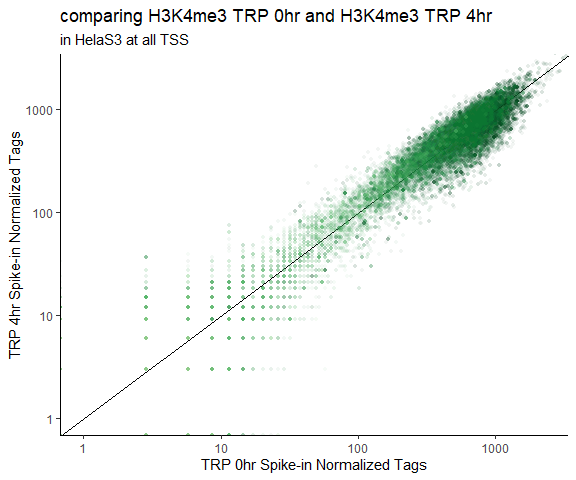 comparing H3K4me3 TRP 0hr and H3K4me3 TRP 4hr
in HelaS3 at all TSS
TRP 4hr Spike-in Normalized Tags
1000
100
10
1
1
10
100
1000
TRP 0hr Spike-in Normalized Tags